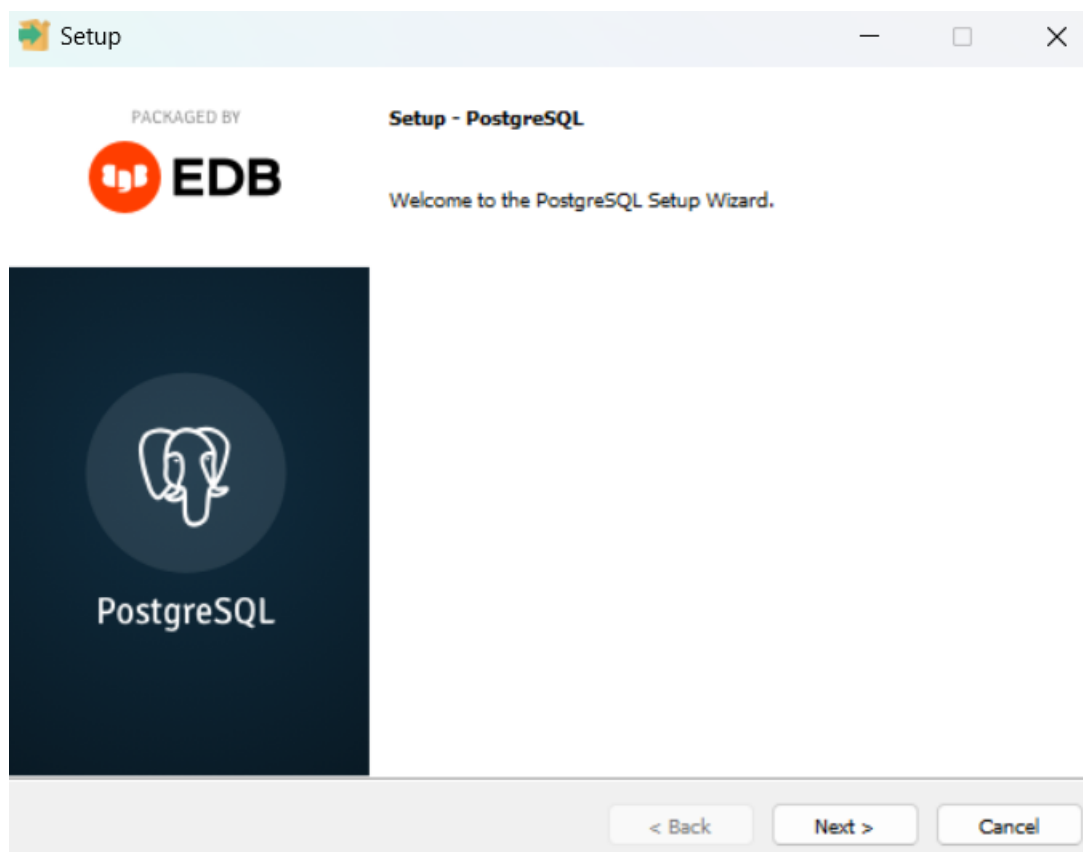 Setup
PACKAGED BY
EDB
Setup - PostgreSQL
Welcome to the PostgreSQL Setup Wizard.
PostgreSQL
< Back
Next >
Cancel